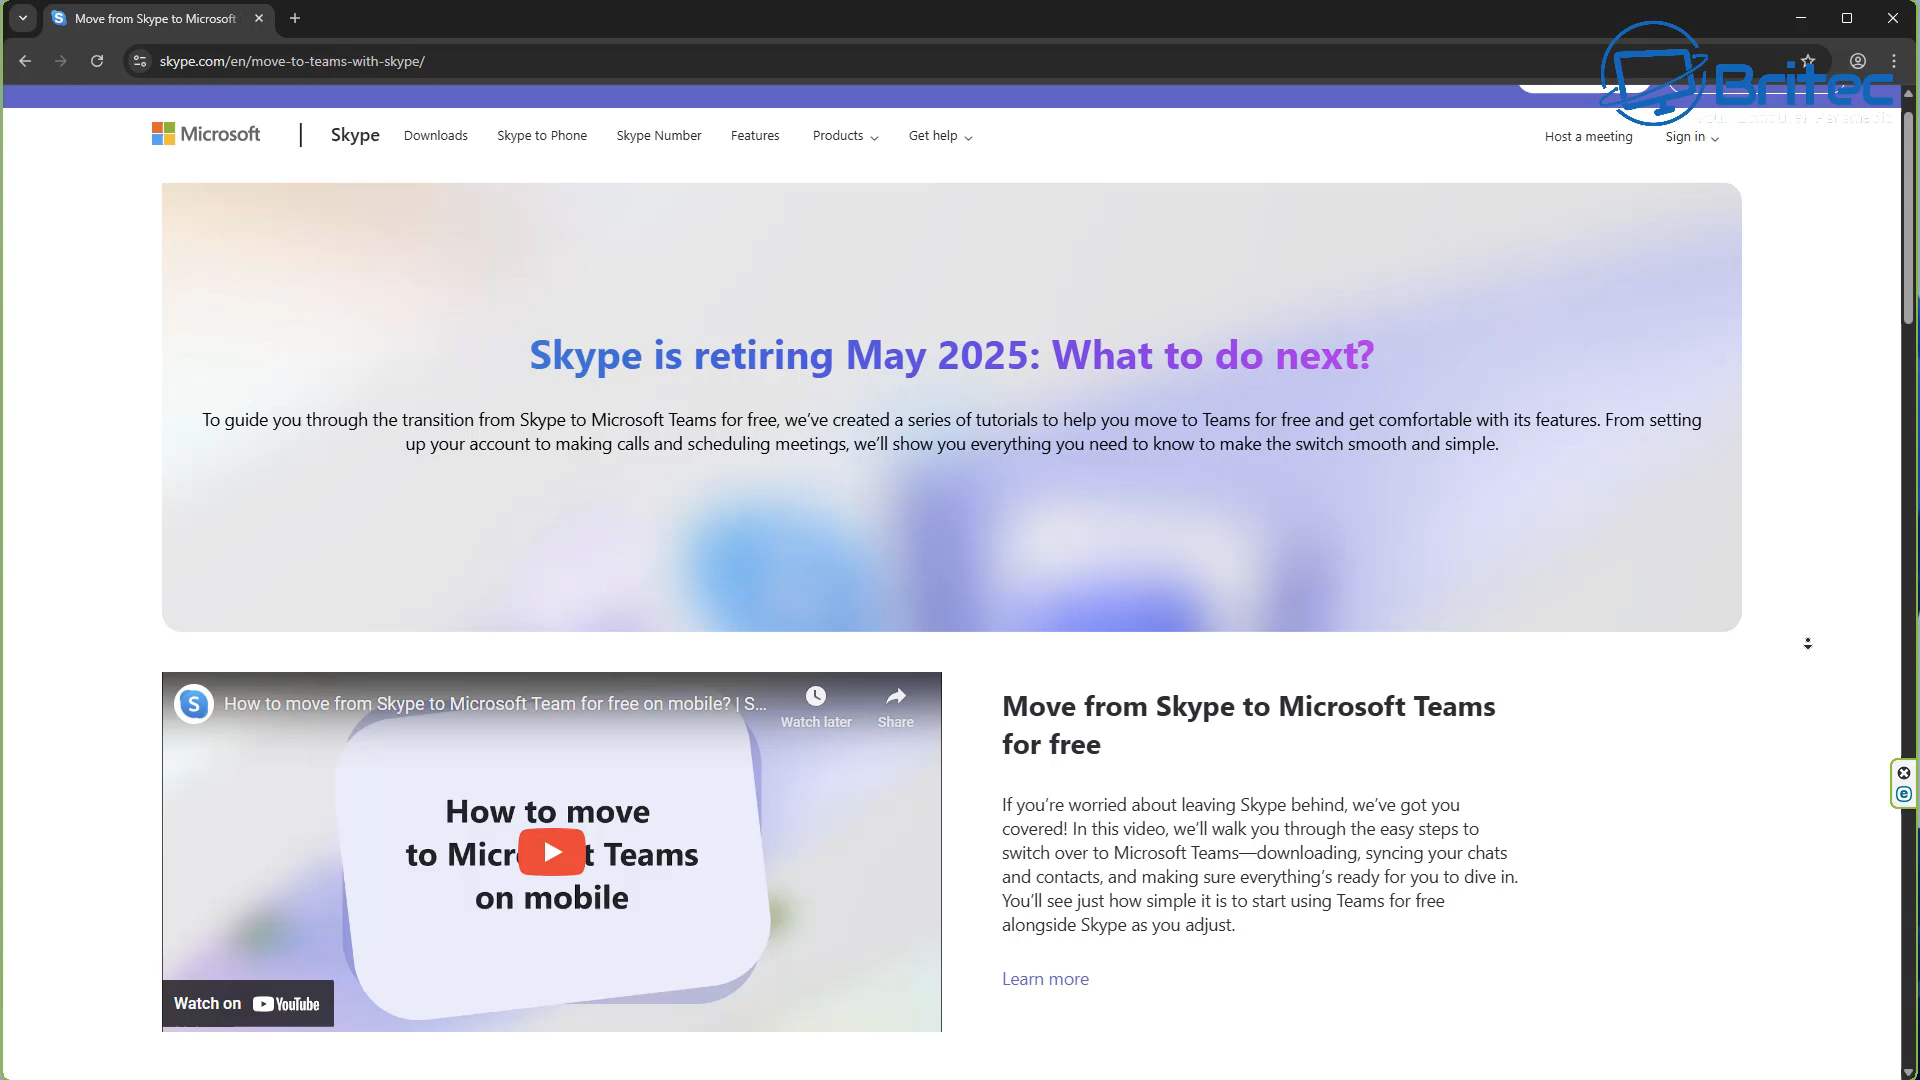 Move from Skype to Microsoft
skype.com/en/move-to-teams-with-skype/
Britec
Microsoft
Skype
Downloads
Skype to Phone
Skype Number
Features
Products
Get help
Host a meeting
Sign in
Skype is retiring May 2025: What to do next?
To guide you through the transition from Skype to Microsoft Teams for free, we've created a series of tutorials to help you move to Teams for free and get comfortable with its features. From setting
up your account to making calls and scheduling meetings, we'll show you everything you need to know to make the switch smooth and simple.
S
How to move from Skype to Microsoft Team for free on mobile? | S...
Watch later
Share
How to move
to Micr t Teams
on mobile
Watch on YouTube
Move from Skype to Microsoft Teams
for free
If you're worried about leaving Skype behind, we've got you
covered! In this video, we'll walk you through the easy steps to
switch over to Microsoft Teams—downloading, syncing your chats
and contacts, and making sure everything's ready for you to dive in.
You'll see just how simple it is to start using Teams for free
alongside Skype as you adjust.
Learn more